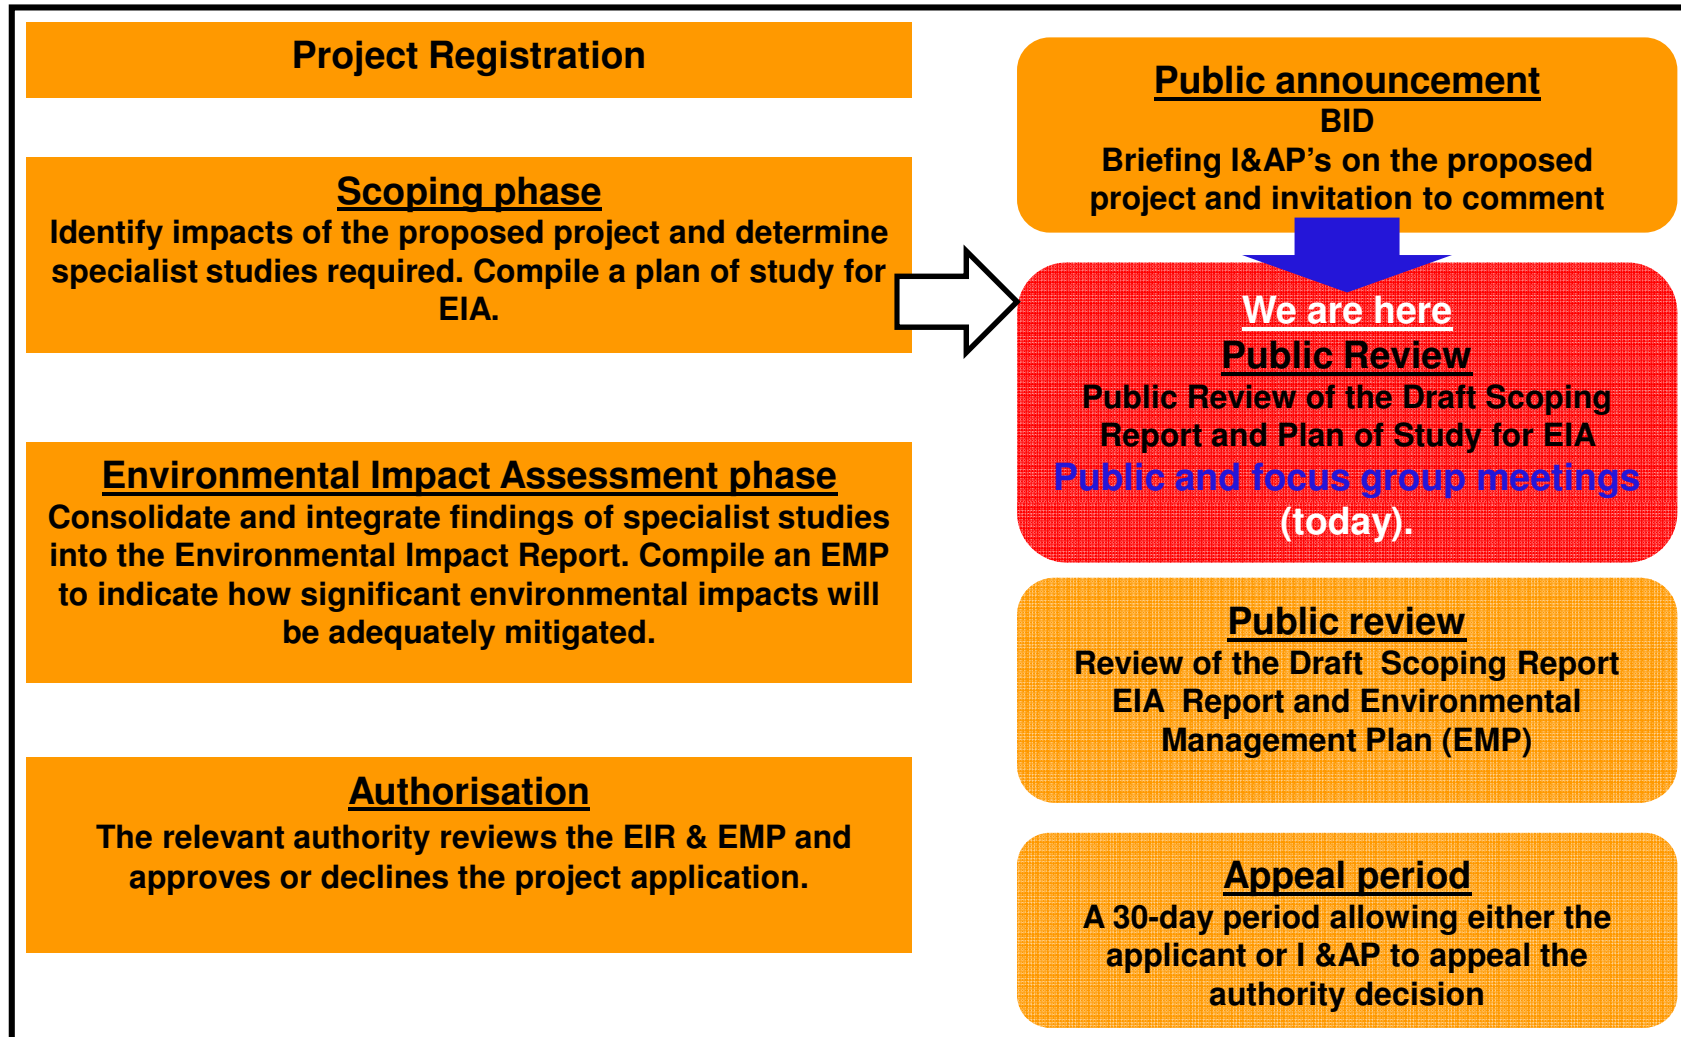 Project Registration
Scoping phase
Identify impacts of the proposed project and determine
specialist studies required. Compile a plan of study for
EIA.
Environmental Impact Assessment phase
Consolidate and integrate findings of specialist studies
into the Environmental Impact Report. Compile an EMP
to indicate how significant environmental impacts will
be adequately mitigated.
Authorisation
The relevant authority reviews the EIR & EMP and
approves or declines the project application.
Public announcement
BID
Briefing I&AP's on the proposed
project and invitation to comment
We are here
Public Review
Public Review of the Draft Scoping
Report and Plan of Study for EIA
Public and focus group meetings
(today).
Public review
Review of the Draft  Scoping Report
EIA  Report and Environmental
Management Plan (EMP)
Appeal period
A 30-day period allowing either the
applicant or I &AP to appeal the
authority decision